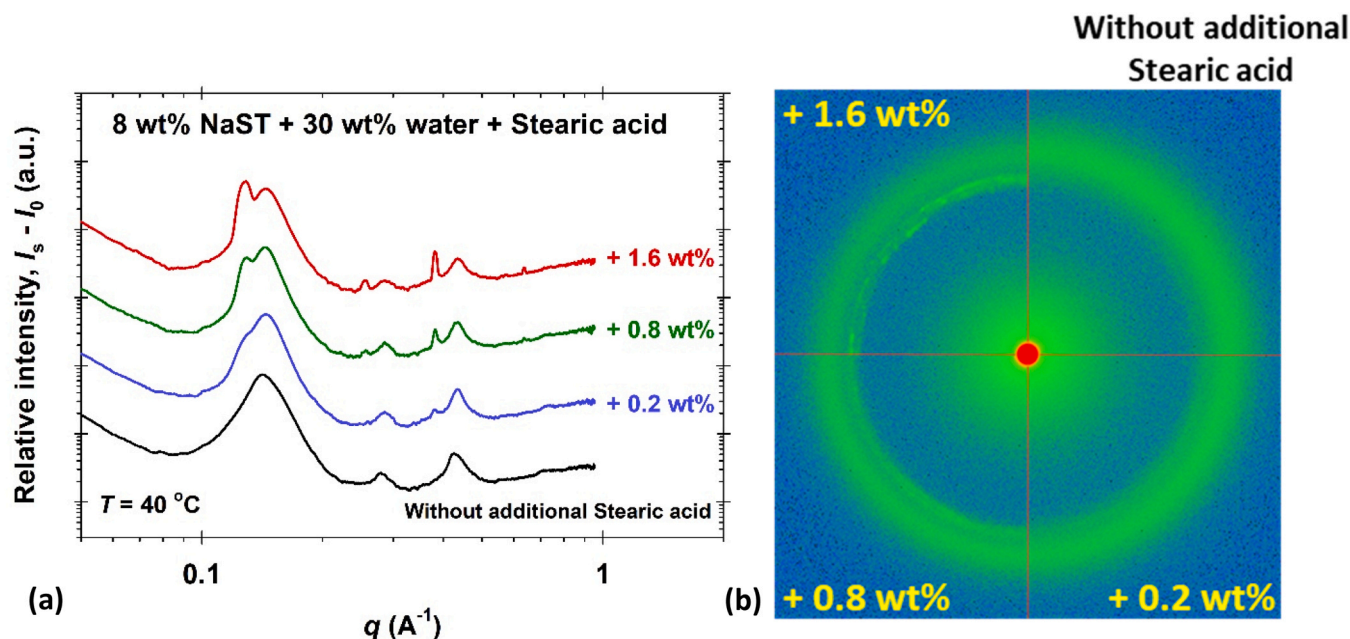 8 wt% NaST + 30 wt% water + Stearic acid
Relative intensity, Is - I0 (a.u.)
+ 1.6 wt%
+ 0.8 wt%
+ 0.2 wt%
T = 40 °C
Without additional Stearic acid
0.1
1
q (A-1)
(a)
Without additional
Stearic acid
+ 1.6 wt%
+ 0.8 wt%
+ 0.2 wt%
(b)